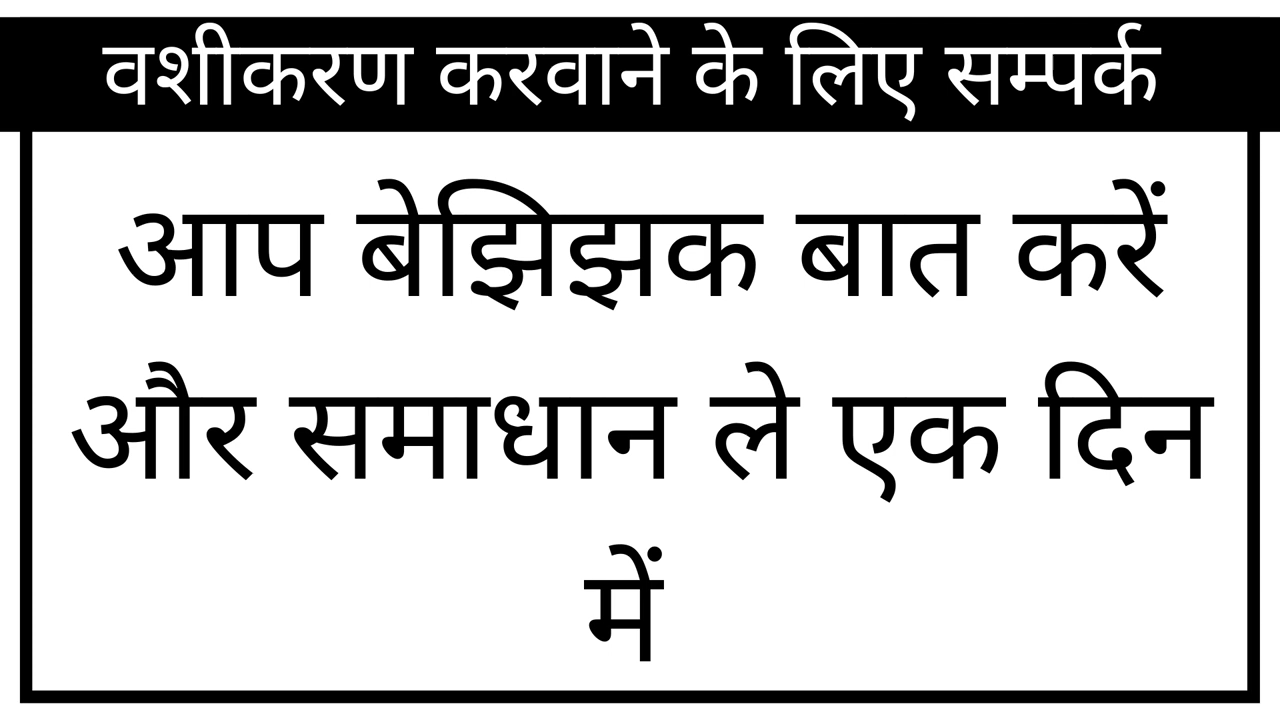 वशीकरण करवाने के लिए सम्पर्क
आप बेझिझक बात करें
और समाधान ले एक दिन
में